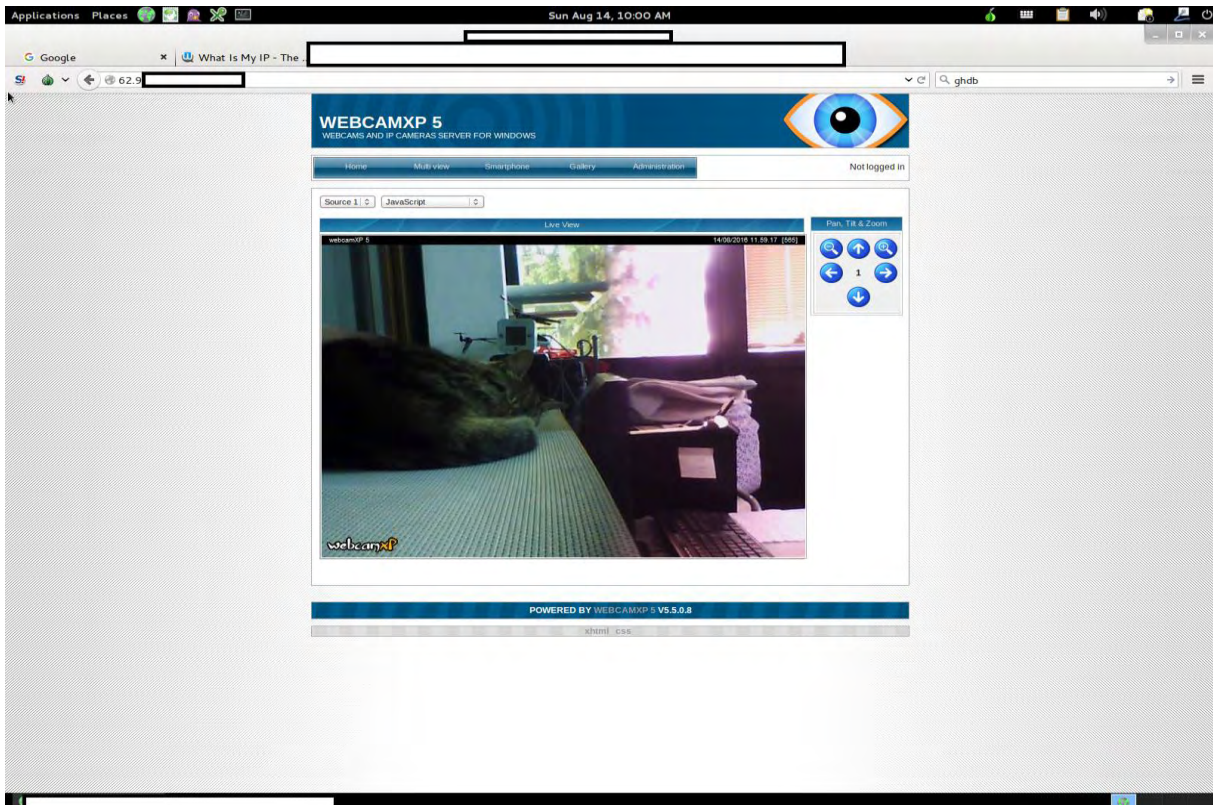 Applications Places Sun Aug 14, 10:00 AM
Google What Is My IP - The ..
S! 62.9 ghdb
WEBCAMXP 5
WEBCAMS AND IP CAMERAS SERVER FOR WINDOWS
Home Multi view Smartphone Gallery Administration Not logged in
Source 1 JavaScript
Live View Pan, Tilt & Zoom
webcamXP 5 14/08/2016 11.59.17 [565]
1
webcamXP
POWERED BY WEBCAMXP 5 V5.5.0.8
xhtml css